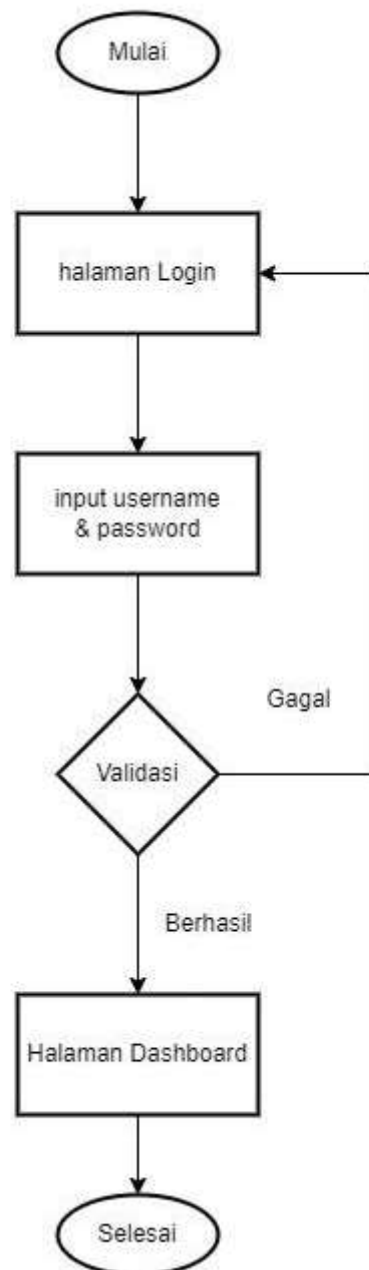 Mulai
halaman Login
input username
& password
Gagal
Validasi
Berhasil
Halaman Dashboard
Selesai